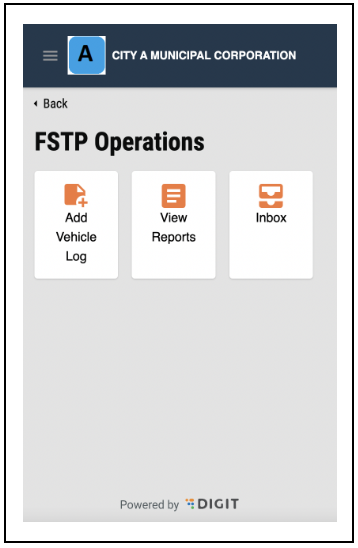 A CITY A MUNICIPAL CORPORATION
Back
FSTP Operations
Add
Vehicle
Log
View
Reports
Inbox
Powered by DIGIT